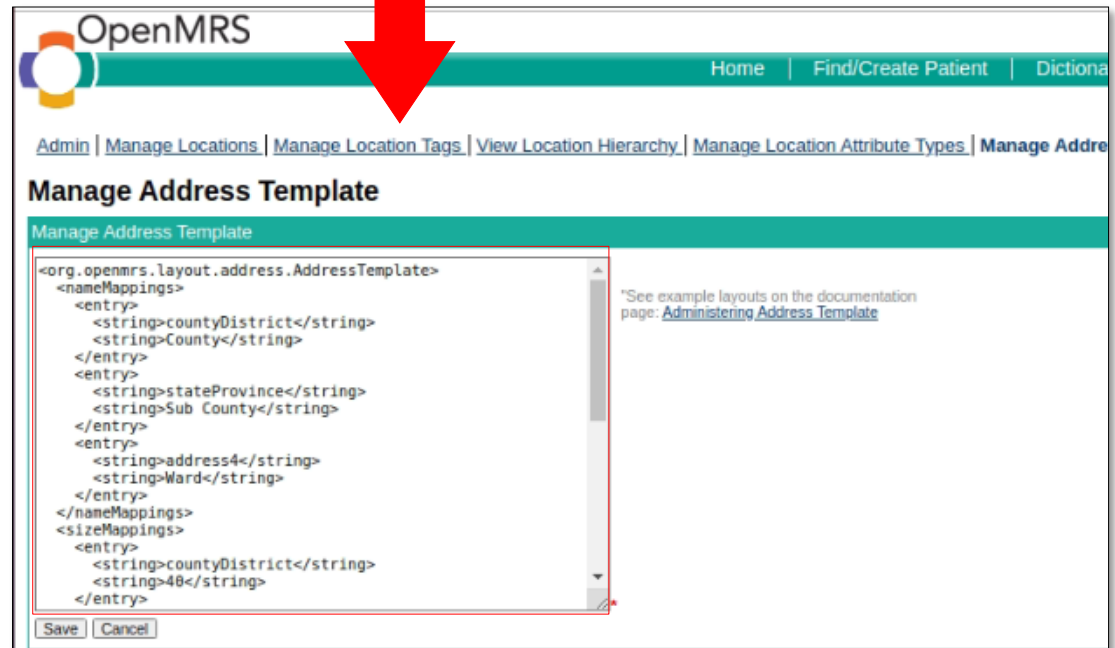 OpenMRS
Home | Find/Create Patient | Dictiona
Admin | Manage Locations | Manage Location Tags | View Location Hierarchy | Manage Location Attribute Types | Manage Addre
Manage Address Template
Manage Address Template
<org.openmrs.layout.address.AddressTemplate>
  <nameMappings>
    <entry>
      <string>countyDistrict</string>
      <string>County</string>
    </entry>
    <entry>
      <string>stateProvince</string>
      <string>Sub County</string>
    </entry>
    <entry>
      <string>address4</string>
      <string>Ward</string>
    </entry>
  </nameMappings>
  <sizeMappings>
    <entry>
      <string>countyDistrict</string>
      <string>40</string>
    </entry>
*
"See example layouts on the documentation
page: Administering Address Template
Save Cancel